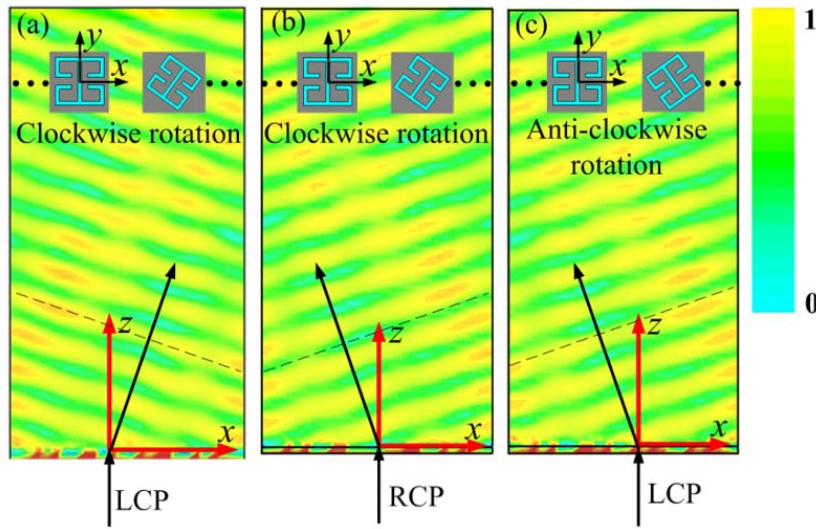 (a)
y
x
Clockwise rotation
z
x
LCP
(b)
y
x
Clockwise rotation
z
x
RCP
(c)
y
x
Anti-clockwise
rotation
z
x
LCP
1
0